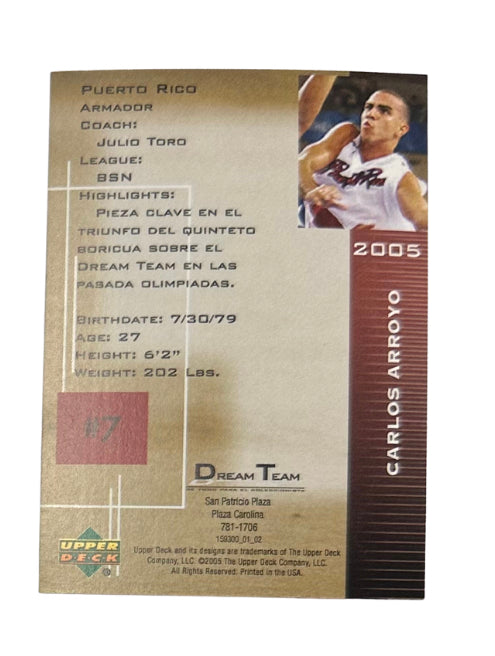 Puerto Rico
Armador
Coach:
Julio Toro
League:
BSN
Highlights:
Pieza clave en el
triunfo del quinteto
boricua sobre el
Dream Team en las
pasada olimpiadas.
Birthdate: 7/30/79
Age: 27
Height: 6'2"
Weight: 202 Lbs.
#7
2005
CARLOS ARROYO
Dream Team
San Patricio Plaza
Plaza Carolina
781-1706
UPPER
DECK
Upper Deck and its designs are trademarks of The Upper Deck
Company, LLC. ©2005 The Upper Deck Company, LLC.
All Rights Reserved. Printed in the USA.